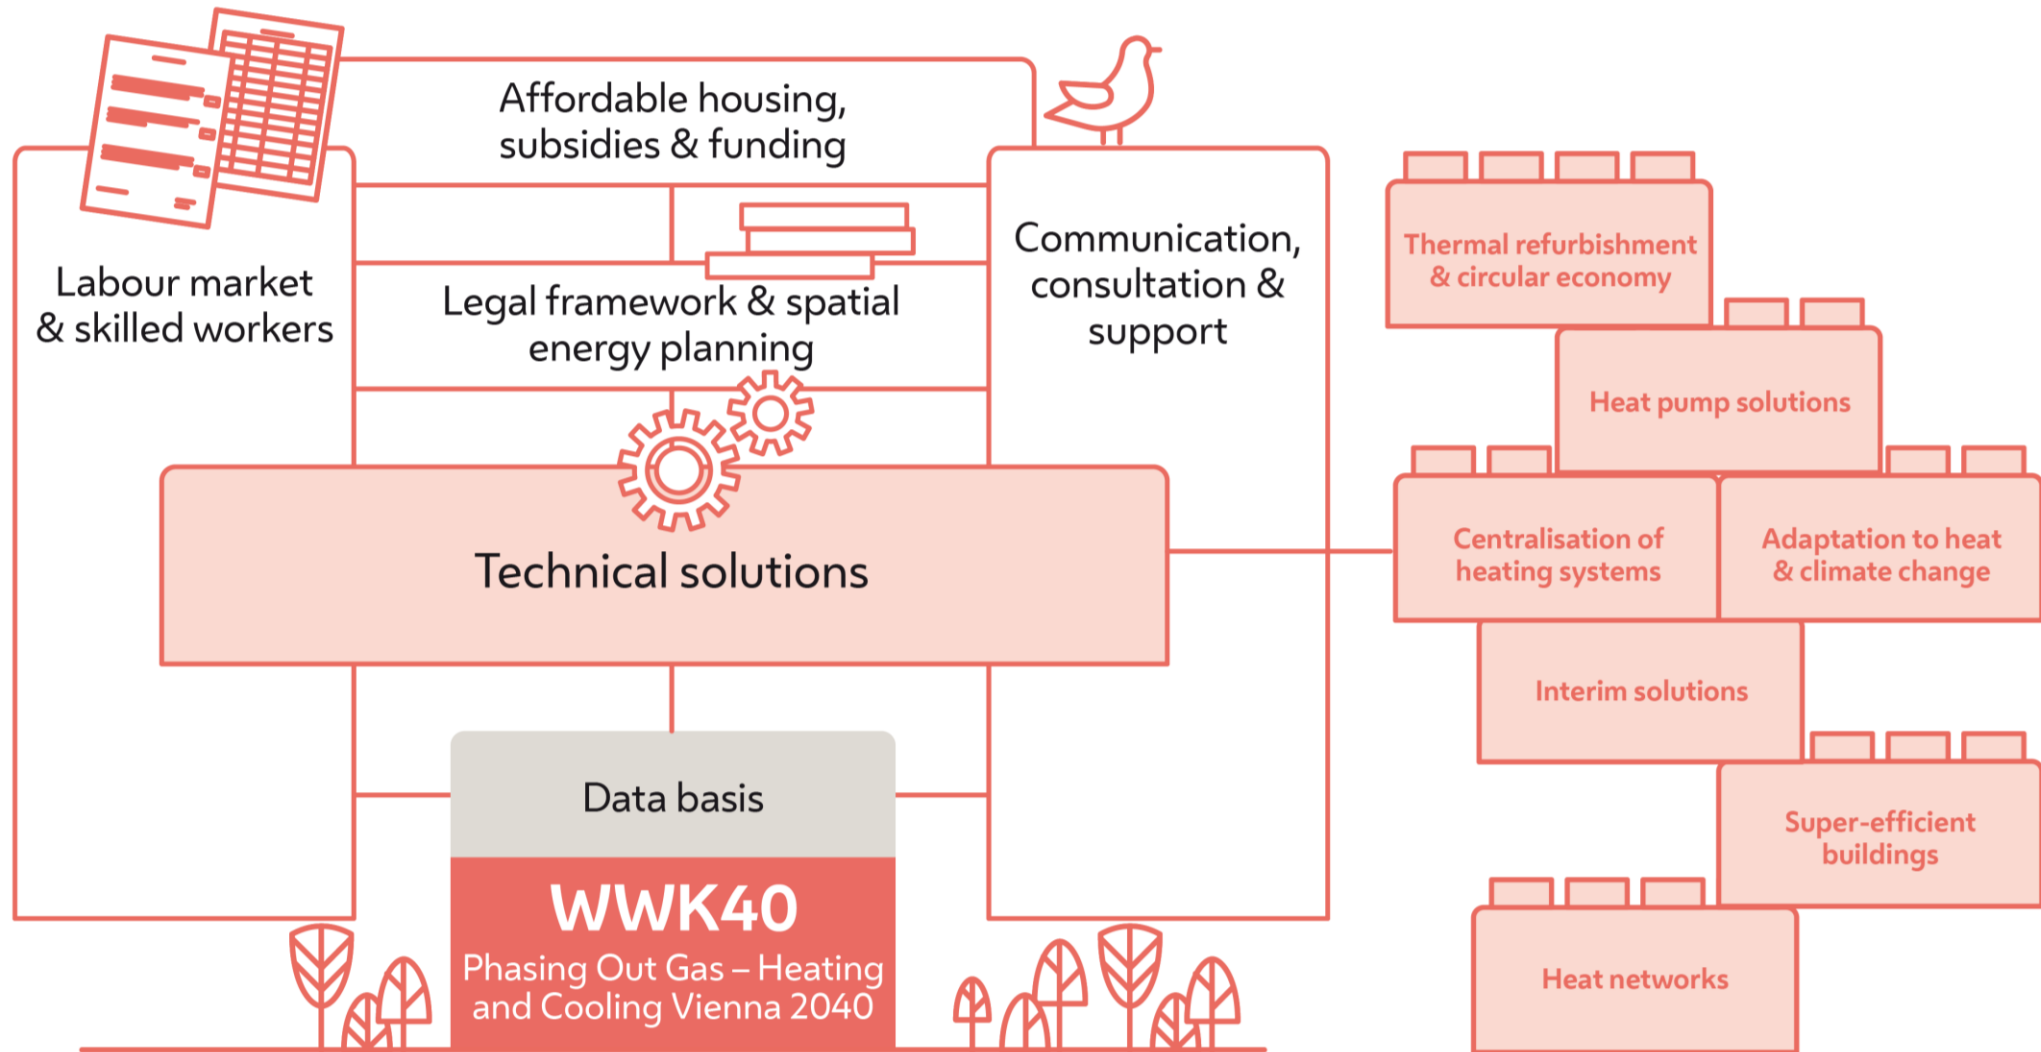 Affordable housing,
subsidies & funding
Labour market
& skilled workers
Legal framework & spatial
energy planning
Communication,
consultation &
support
Technical solutions
Data basis
WWK40
Phasing Out Gas – Heating
and Cooling Vienna 2040
Thermal refurbishment
& circular economy
Heat pump solutions
Centralisation of
heating systems
Adaptation to heat
& climate change
Interim solutions
Super-efficient
buildings
Heat networks